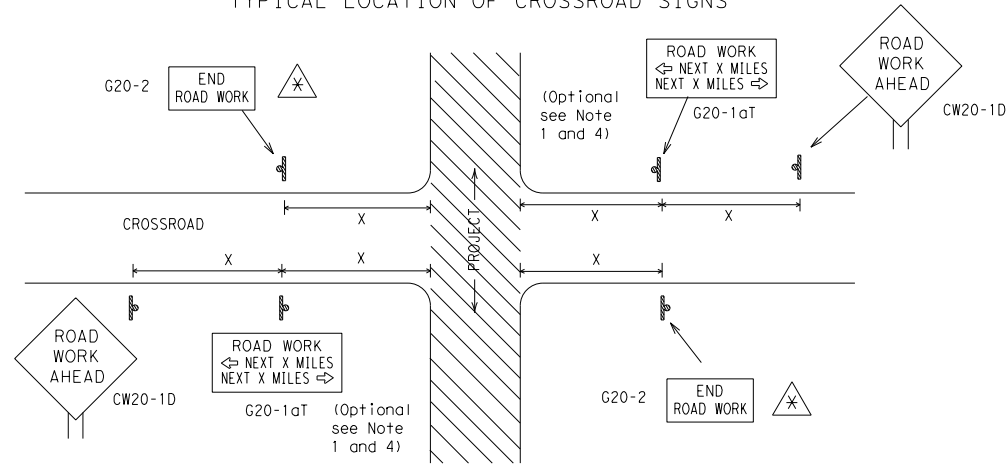 TYPICAL LOCATION OF CROSSROAD SIGNS
G20-2
END
ROAD WORK
*
(Optional
see Note
1 and 4)
ROAD WORK
⇦ NEXT X MILES
NEXT X MILES ⇨
G20-1aT
ROAD
WORK
AHEAD
CW20-1D
X
X
X
CROSSROAD
PROJECT
X
X
X
ROAD
WORK
AHEAD
CW20-1D
ROAD WORK
⇦ NEXT X MILES
NEXT X MILES ⇨
G20-1aT
(Optional
see Note
1 and 4)
G20-2
END
ROAD WORK
*